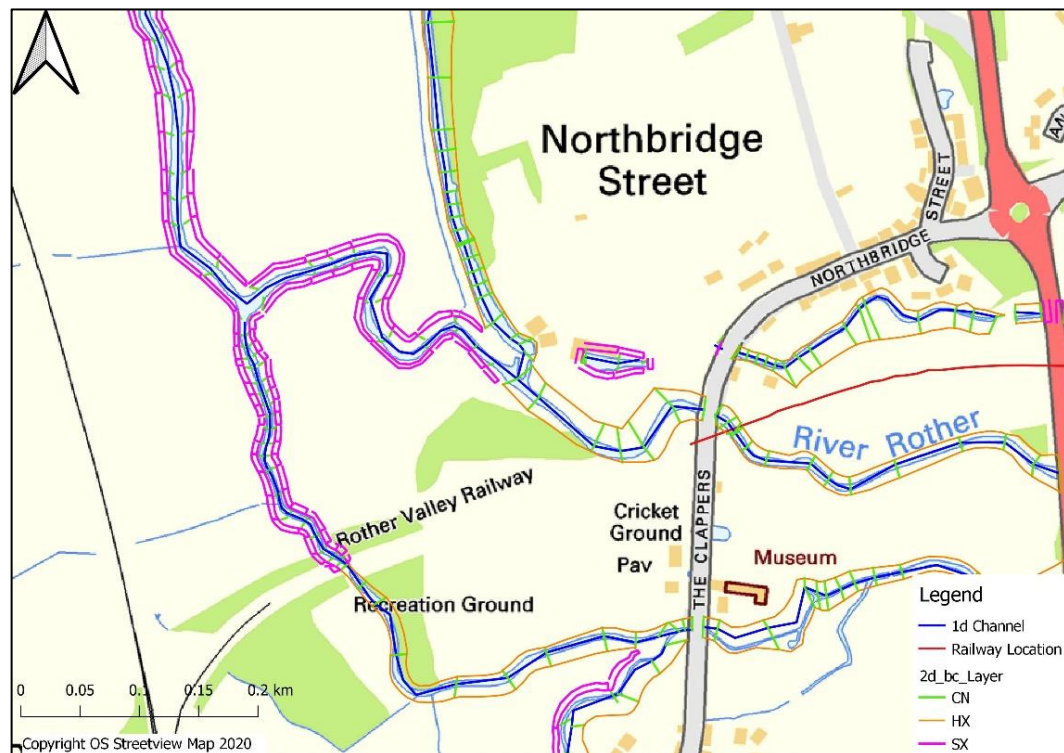 Northbridge
Street
STREET
NORTHBRIDGE
River Rother
Rother Valley Railway
Cricket
Ground
Pav
THE CLAPPERS
Museum
Recreation Ground
Legend
1d Channel
Railway Location
2d_bc_Layer
CN
HX
SX
0 0.05 0.1 0.15 0.2 km
Copyright OS Streetview Map 2020